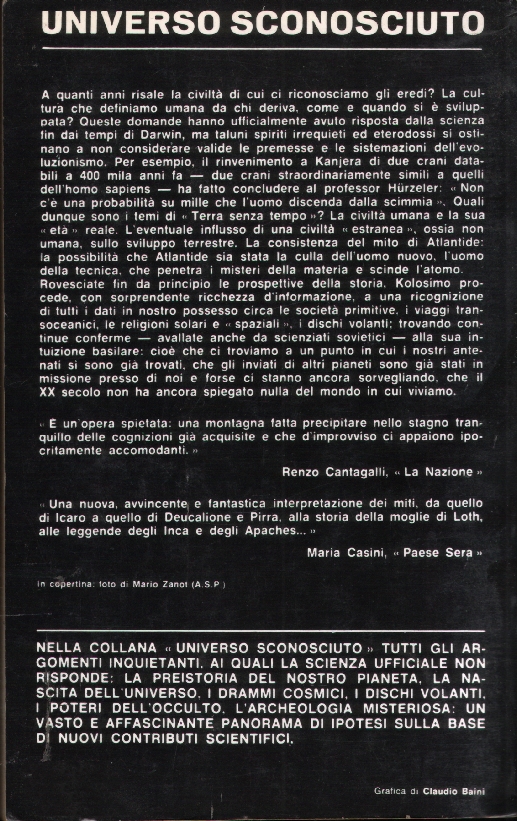 UNIVERSO SCONOSCIUTO
A quanti anni risale la civiltà di cui ci riconosciamo gli eredi? La cul-
tura che definiamo umana da chi deriva, come e quando si è svilup-
pata? Queste domande hanno ufficialmente avuto risposta dalla scienza
fin dai tempi di Darwin, ma taluni spiriti irrequieti ed eterodossi si osti-
nano a non considerare valide le premesse e le sistemazioni dell'evo-
luzionismo. Per esempio, il rinvenimento a Kanjera di due crani data-
bili a 400 mila anni fa — due crani straordinariamente simili a quelli
dell'homo sapiens — ha fatto concludere al professor Hürzeler: « Non
c'è una probabilità su mille che l'uomo discenda dalla scimmia ». Quali
dunque sono i temi di « Terra senza tempo »? La civiltà umana e la sua
« età » reale. L'eventuale influsso di una civiltà « estranea », ossia non
umana, sullo sviluppo terrestre. La consistenza del mito di Atlantide:
la possibilità che Atlantide sia stata la culla dell'uomo nuovo, l'uomo
della tecnica, che penetra i misteri della materia e scinde l'atomo.
Rovesciate fin da principio le prospettive della storia, Kolosimo pro-
cede, con sorprendente ricchezza d'informazione, a una ricognizione
di tutti i dati in nostro possesso circa le società primitive, i viaggi tran-
soceanici, le religioni solari e « spaziali », i dischi volanti; trovando con-
tinue conferme — avallate anche da scienziati sovietici — alla sua in-
tuizione basilare: cioè che ci troviamo a un punto in cui i nostri ante-
nati si sono già trovati, che gli inviati di altri pianeti sono già stati in
missione presso di noi e forse ci stanno ancora sorvegliando, che il
XX secolo non ha ancora spiegato nulla del mondo in cui viviamo.
« E un'opera spietata: una montagna fatta precipitare nello stagno tran-
quillo delle cognizioni già acquisite e che d'improvviso ci appaiono ipo-
critamente accomodanti. »
Renzo Cantagalli, « La Nazione »
« Una nuova, avvincente e fantastica interpretazione dei miti, da quello
di Icaro a quello di Deucalione e Pirra, alla storia della moglie di Loth,
alle leggende degli Inca e degli Apaches... »
Maria Casini, « Paese Sera »
In copertina: foto di Mario Zanot (A.S.P.)
NELLA COLLANA « UNIVERSO SCONOSCIUTO » TUTTI GLI AR-
GOMENTI INQUIETANTI, AI QUALI LA SCIENZA UFFICIALE NON
RISPONDE: LA PREISTORIA DEL NOSTRO PIANETA, LA NA-
SCITA DELL'UNIVERSO, I DRAMMI COSMICI, I DISCHI VOLANTI,
I POTERI DELL'OCCULTO, L'ARCHEOLOGIA MISTERIOSA: UN
VASTO E AFFASCINANTE PANORAMA DI IPOTESI SULLA BASE
DI NUOVI CONTRIBUTI SCIENTIFICI.
Grafica di Claudio Baini